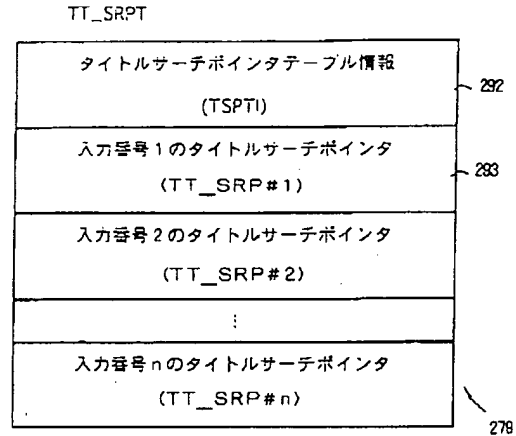 TT_SRPT
タイトルサーチポインタテーブル情報
(TSPTI)
292
入力番号1のタイトルサーチポインタ
(TT_SRP#1)
293
入力番号2のタイトルサーチポインタ
(TT_SRP#2)
⋮
入力番号nのタイトルサーチポインタ
(TT_SRP#n)
279